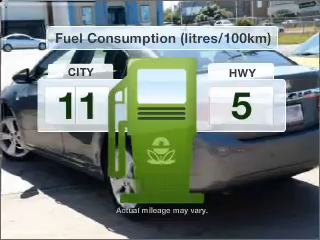 Fuel Consumption (litres/100km)
CITY
HWY
11
5
Actual mileage may vary.